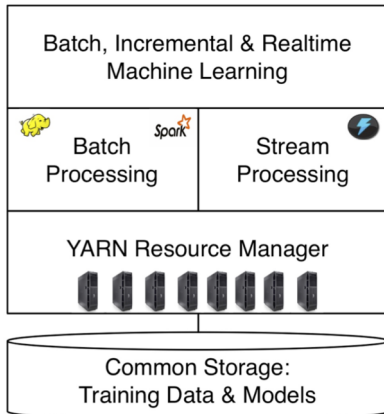 Batch, Incremental & Realtime
Machine Learning
Spark
Batch
Processing
Stream
Processing
YARN Resource Manager
Common Storage:
Training Data & Models